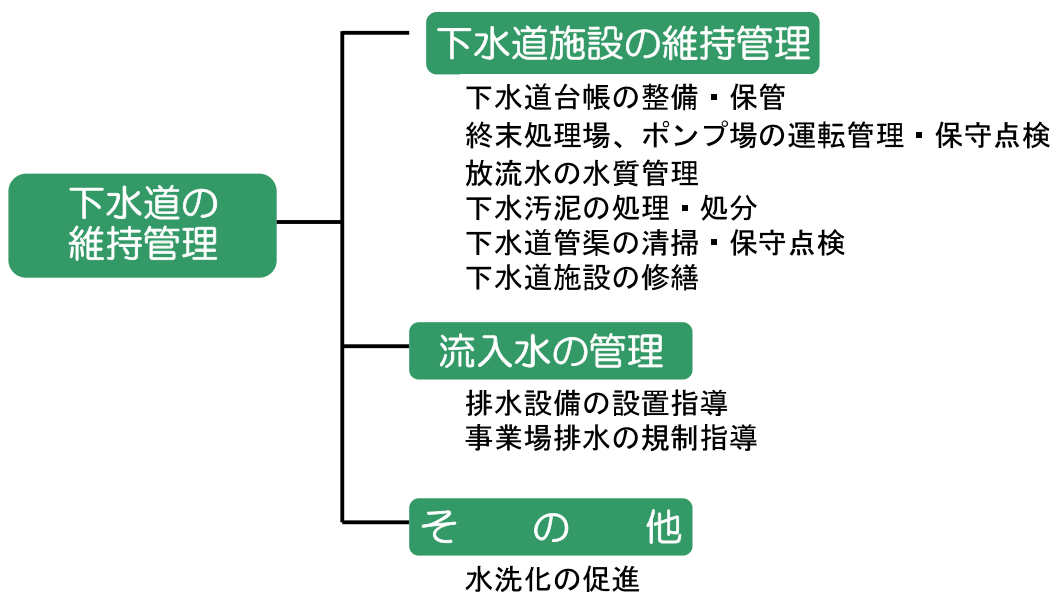 下水道の
維持管理
下水道施設の維持管理
下水道台帳の整備・保管
終末処理場、ポンプ場の運転管理・保守点検
放流水の水質管理
下水汚泥の処理・処分
下水道管渠の清掃・保守点検
下水道施設の修繕
流入水の管理
排水設備の設置指導
事業場排水の規制指導
その他
水洗化の促進